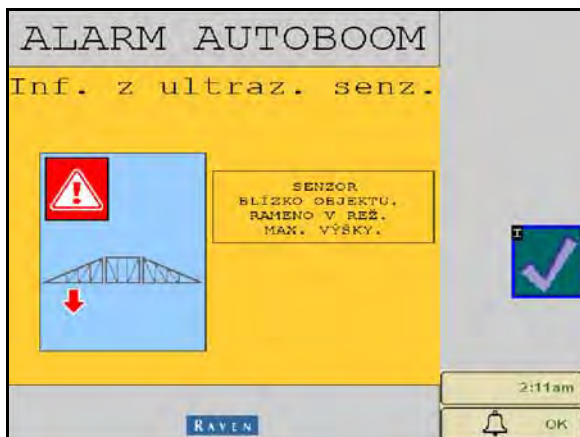 ALARM AUTOBOOM
Inf. z ultraz. senz.
SENZOR
BLÍZKO OBJEKTU.
RAMENO V REŽ.
MAX. VÝŠKY.
I
2:11am
OK
RAVEN